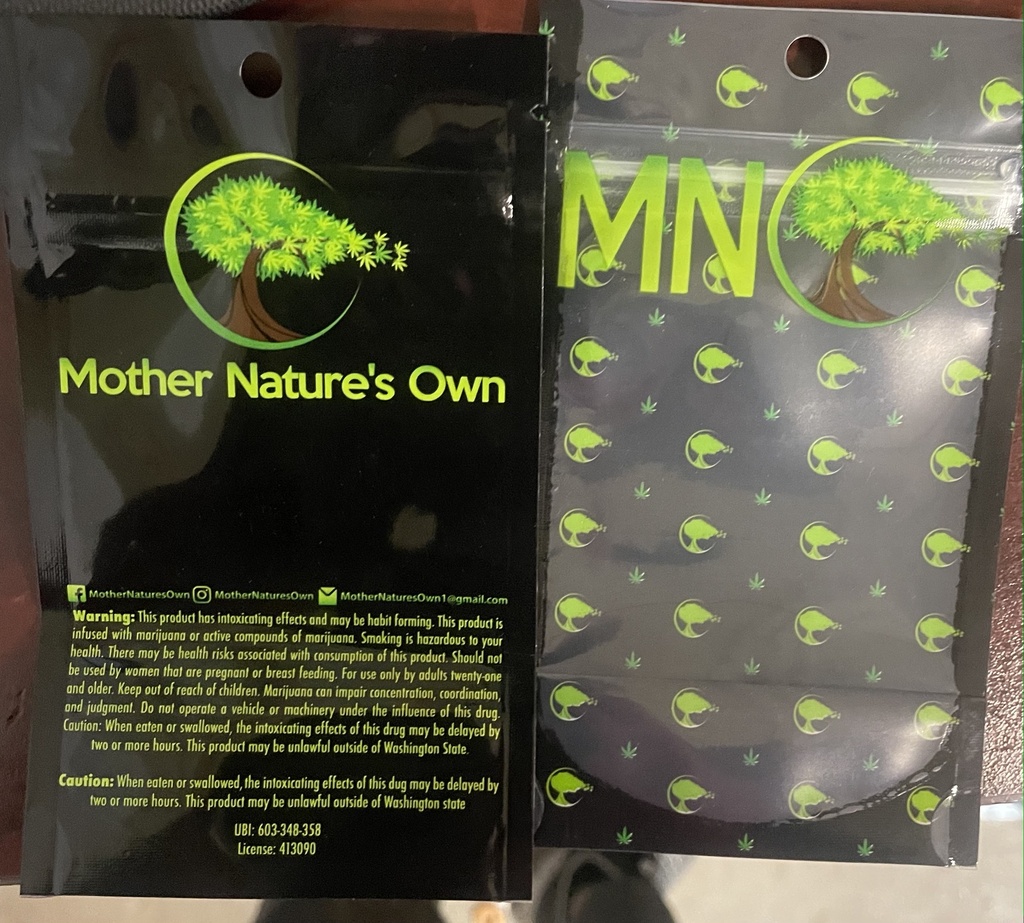 Mother Nature's Own
MotherNaturesOwn MotherNaturesOwn MotherNaturesOwn1@gmail.com
Warning: This product has intoxicating effects and may be habit forming. This product is
infused with marijuana or active compounds of marijuana. Smoking is hazardous to your
health. There may be health risks associated with consumption of this product. Should not
be used by women that are pregnant or breast feeding. For use only by adults twenty-one
and older. Keep out of reach of children. Marijuana can impair concentration, coordination,
and judgment. Do not operate a vehicle or machinery under the influence of this drug.
Caution: When eaten or swallowed, the intoxicating effects of this drug may be delayed by
two or more hours. This product may be unlawful outside of Washington State.
Caution: When eaten or swallowed, the intoxicating effects of this dug may be delayed by
two or more hours. This product may be unlawful outside of Washington state
UBI: 603-348-358
License: 413090
MN